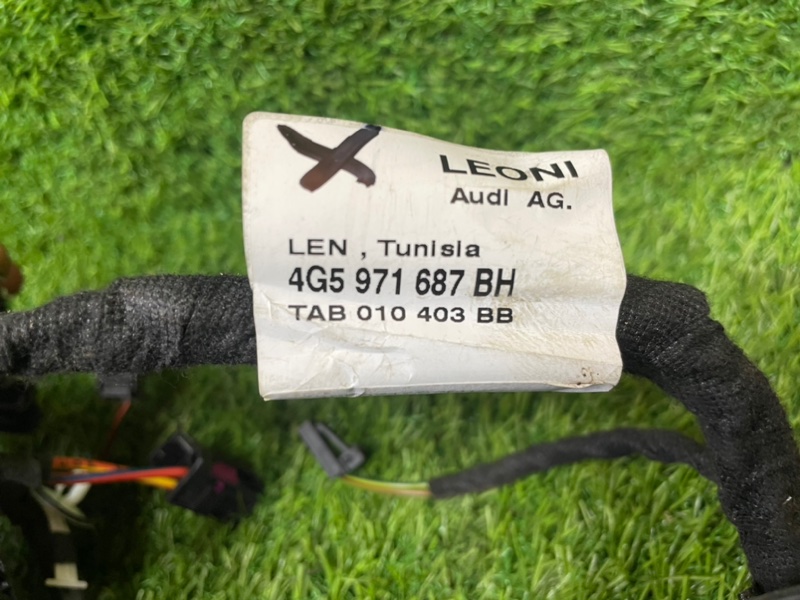 LEONI
Audi AG.
LEN , Tunisia
4G5 971 687 BH
TAB 010 403 BB